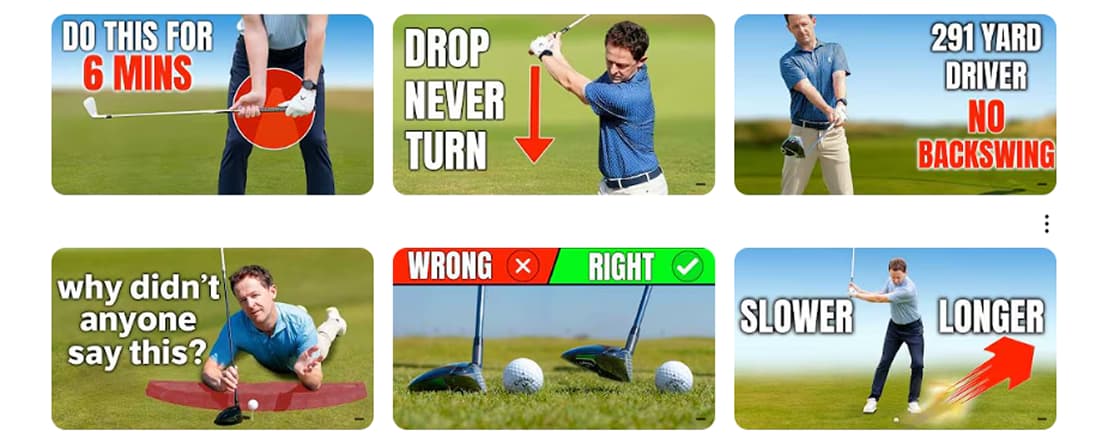 DO THIS FOR
6 MINS
DROP
NEVER
TURN
291 YARD
DRIVER
NO
BACKSWING
why didn't
anyone
say this?
WRONG
RIGHT
SLOWER
LONGER